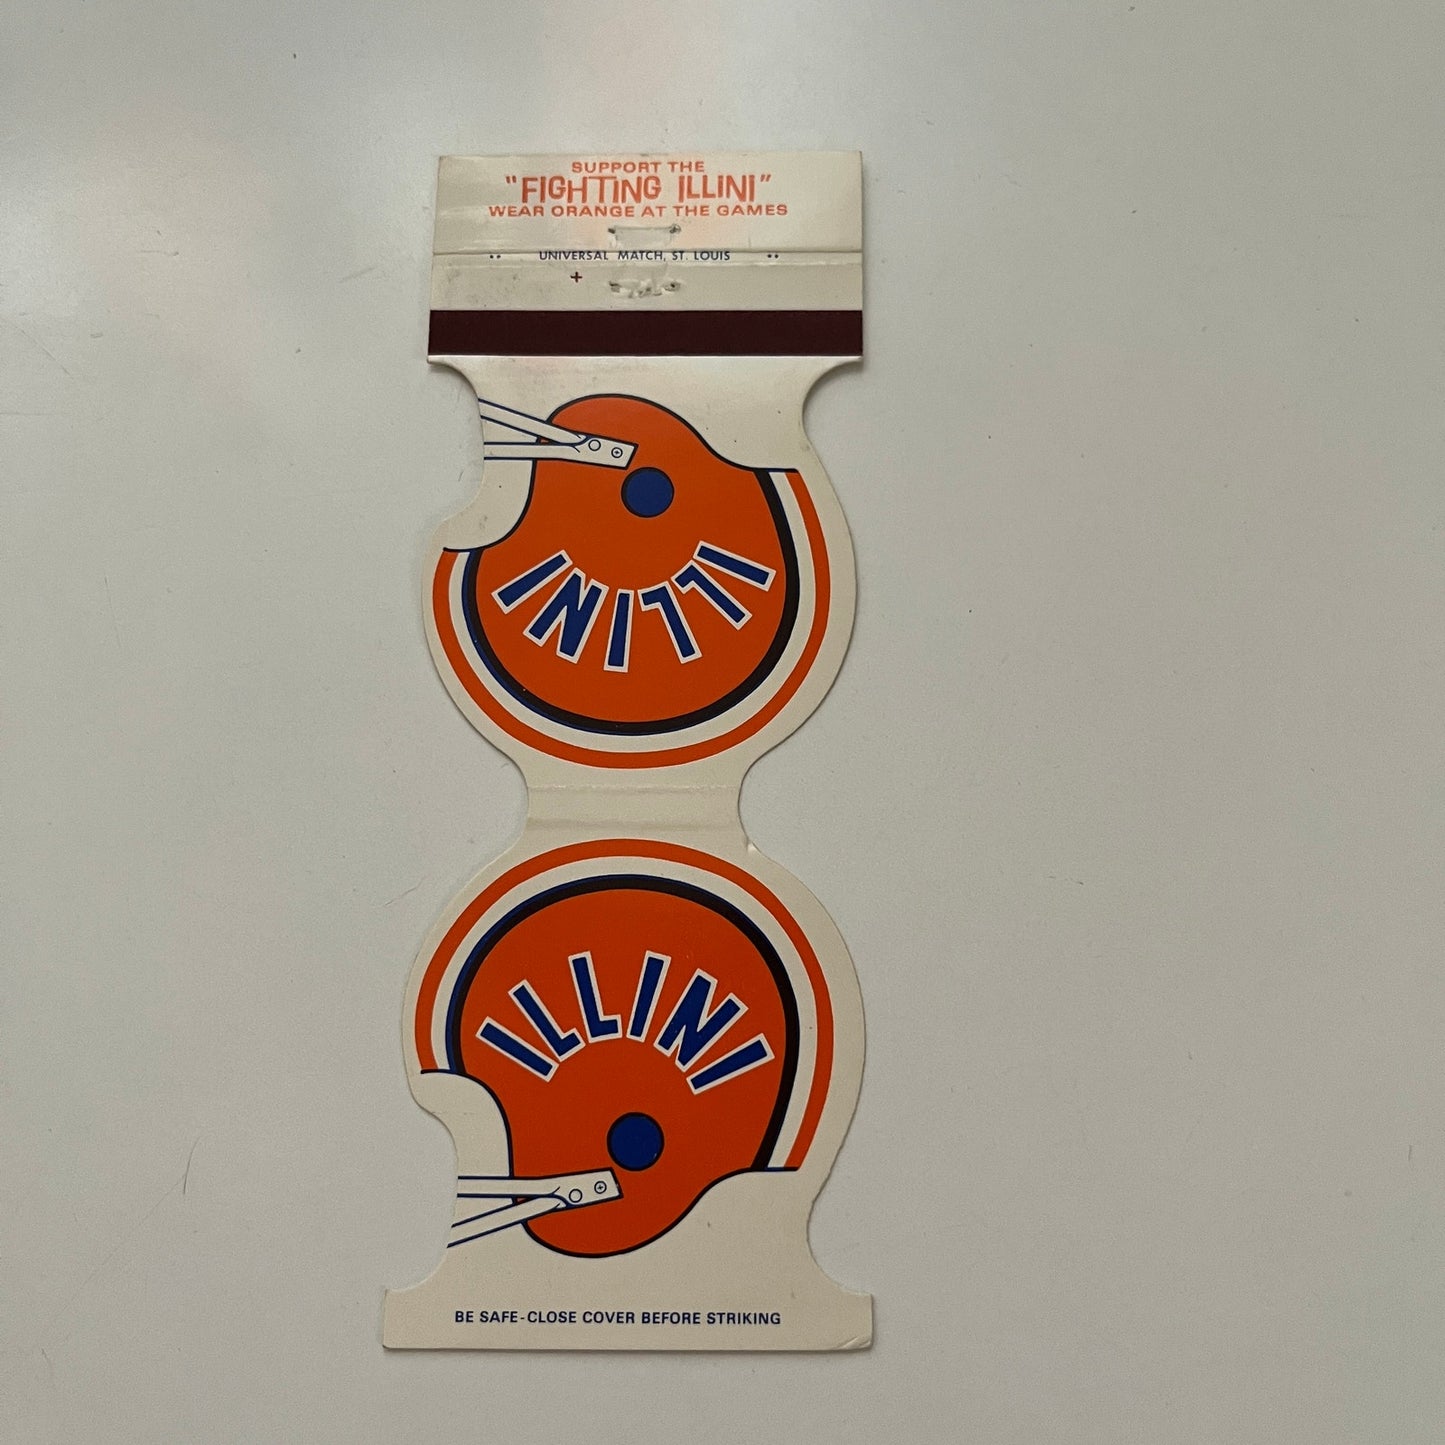 SUPPORT THE
"FIGHTING ILLINI"
WEAR ORANGE AT THE GAMES
UNIVERSAL MATCH, ST. LOUIS
ILLINI
ILLINI
BE SAFE-CLOSE COVER BEFORE STRIKING